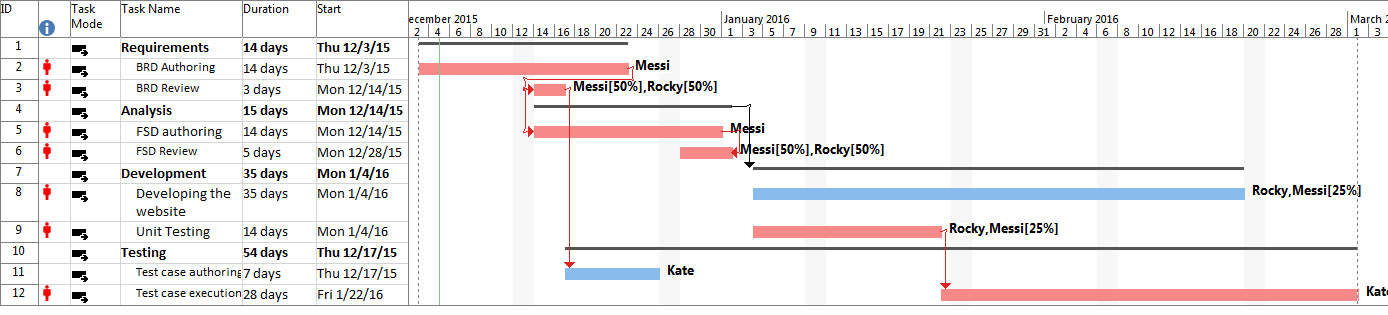 ID Task Mode Task Name Duration Start
ecember 2015 January 2016 February 2016 March 2
2 4 6 8 10 12 14 16 18 20 22 24 26 28 30 1 3 5 7 9 11 13 15 17 19 21 23 25 27 29 31 2 4 6 8 10 12 14 16 18 20 22 24 26 28 1 3
1 Requirements 14 days Thu 12/3/15
2 BRD Authoring 14 days Thu 12/3/15 Messi
3 BRD Review 3 days Mon 12/14/15 Messi[50%],Rocky[50%]
4 Analysis 15 days Mon 12/14/15
5 FSD authoring 14 days Mon 12/14/15 Messi
6 FSD Review 5 days Mon 12/28/15 Messi[50%],Rocky[50%]
7 Development 35 days Mon 1/4/16
8 Developing the website 35 days Mon 1/4/16 Rocky,Messi[25%]
9 Unit Testing 14 days Mon 1/4/16 Rocky,Messi[25%]
10 Testing 54 days Thu 12/17/15
11 Test case authoring 7 days Thu 12/17/15 Kate
12 Test case execution 28 days Fri 1/22/16 Kate